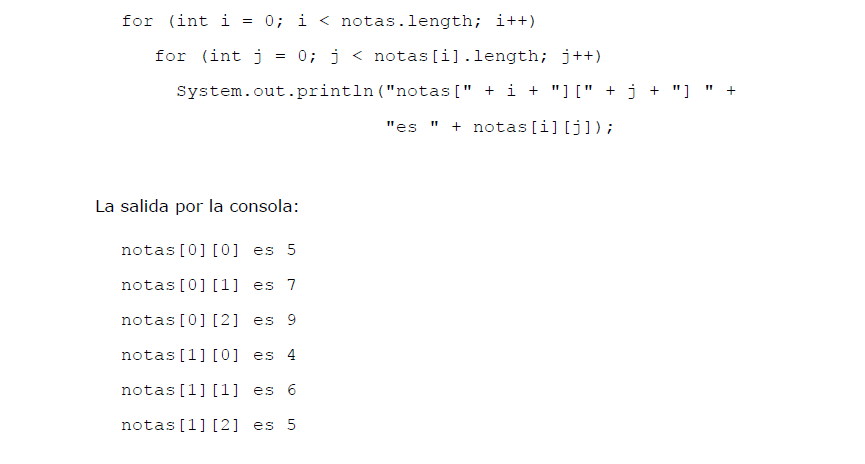 for (int i = 0; i < notas.length; i++)
for (int j = 0; j < notas[i].length; j++)
System.out.println("notas[" + i + "][" + j + "] " +
"es " + notas[i][j]);
La salida por la consola:
notas[0][0] es 5
notas[0][1] es 7
notas[0][2] es 9
notas[1][0] es 4
notas[1][1] es 6
notas[1][2] es 5